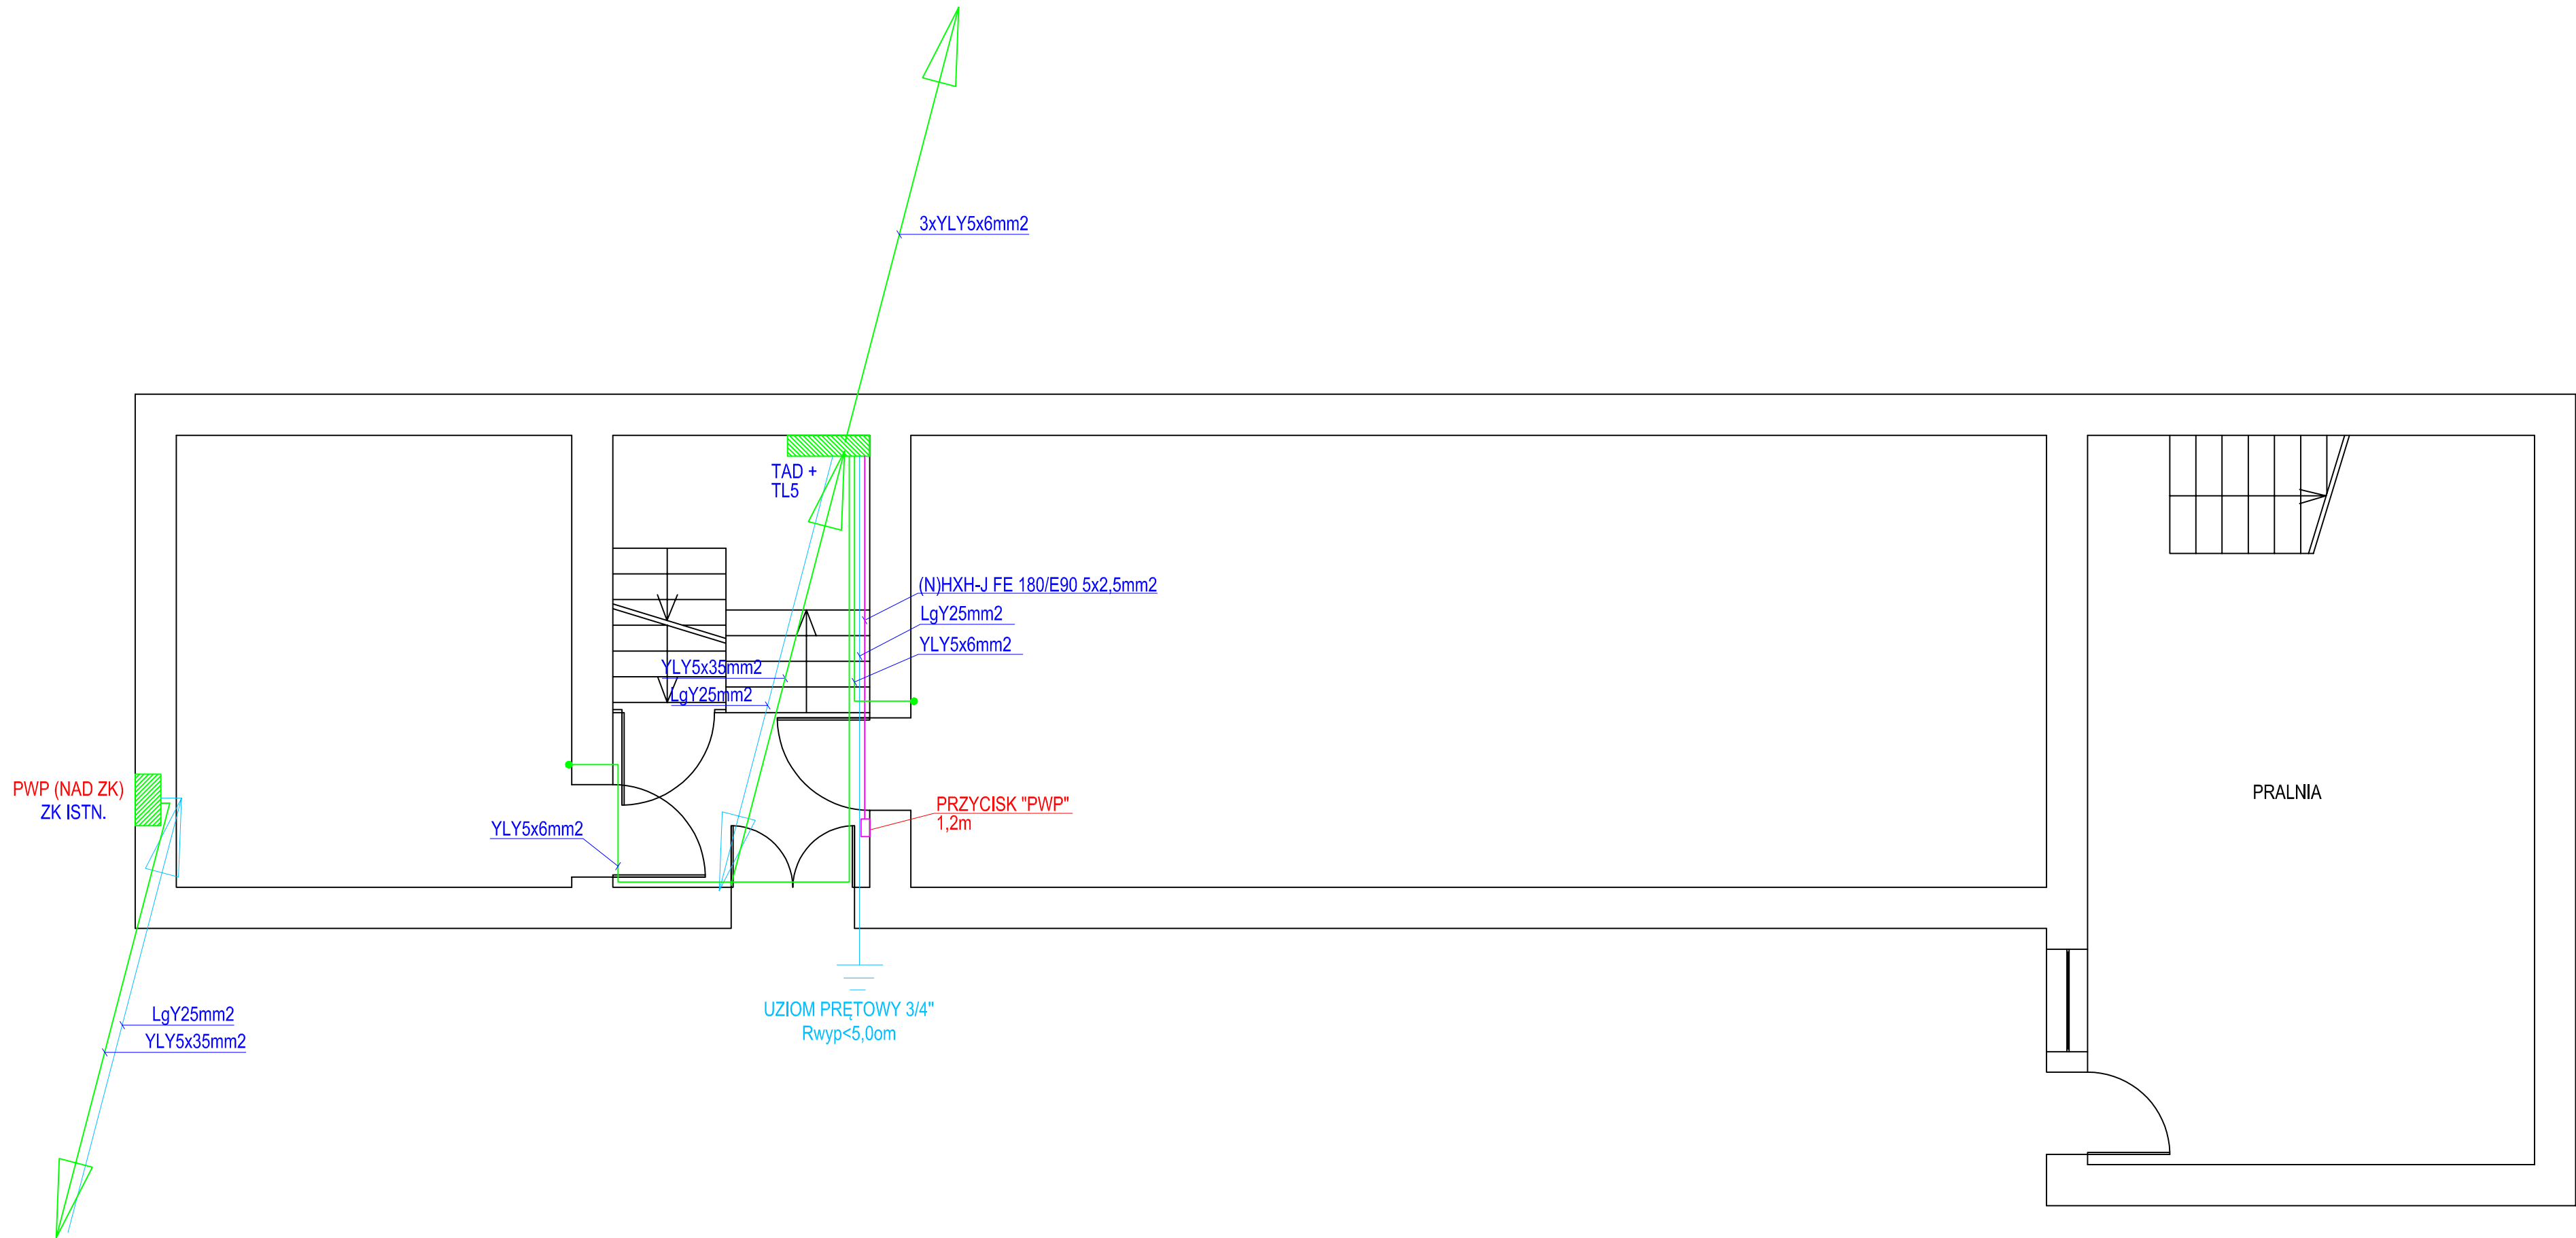 3xYLY5x6mm2
TAD +
TL5
(N)HXH-J FE 180/E90 5x2,5mm2
LgY25mm2
YLY5x6mm2
YLY5x35mm2
LgY25mm2
PWP (NAD ZK)
ZK ISTN.
YLY5x6mm2
PRZYCISK "PWP"
1,2m
PRALNIA
UZIOM PRĘTOWY 3/4"
Rwyp<5,0om
LgY25mm2
YLY5x35mm2